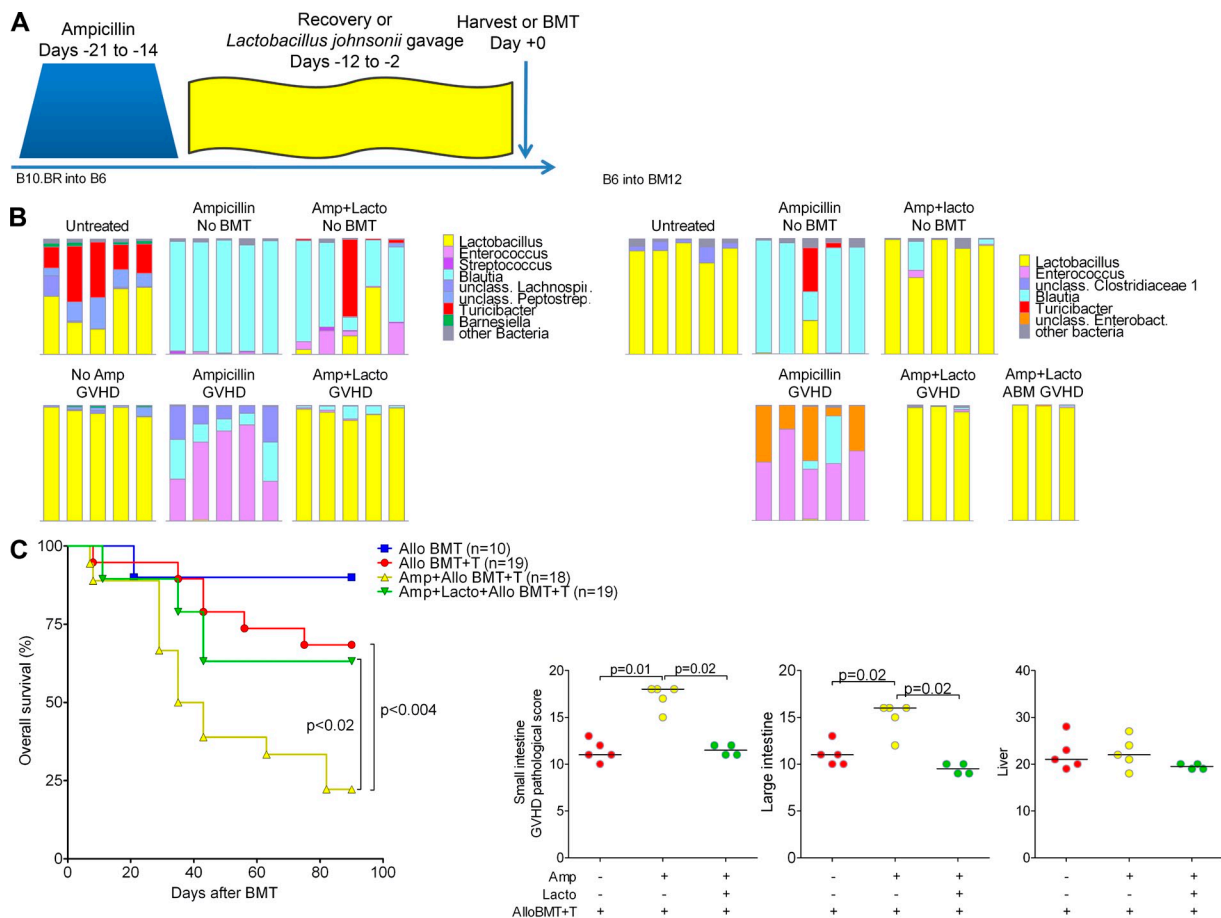 A
Ampicillin
Days -21 to -14
Recovery or
Lactobacillus johnsonii gavage
Days -12 to -2
Harvest or BMT
Day +0
B10.BR into B6
B6 into BM12
B
Untreated
Ampicillin
No BMT
Amp+Lacto
No BMT
Lactobacillus
Enterococcus
Streptococcus
Blautia
unclass. Lachnospir.
unclass. Peptostrep.
Turicibacter
Barnesiella
other Bacteria
No Amp
GVHD
Ampicillin
GVHD
Amp+Lacto
GVHD
Untreated
Ampicillin
No BMT
Amp+lacto
No BMT
Lactobacillus
Enterococcus
unclass. Clostridiaceae 1
Blautia
Turicibacter
unclass. Enterobact.
other bacteria
Ampicillin
GVHD
Amp+Lacto
GVHD
Amp+Lacto
ABM GVHD
C
Overall survival (%)
100
75
50
25
0
0 20 40 60 80 100
Days after BMT
Allo BMT (n=10)
Allo BMT+T (n=19)
Amp+Allo BMT+T (n=18)
Amp+Lacto+Allo BMT+T (n=19)
p<0.02
p<0.004
Small intestine
GVHD pathological score
20
15
10
5
0
p=0.01
p=0.02
Amp - + +
Lacto - - +
AlloBMT+T + + +
Large intestine
20
15
10
5
0
p=0.02
p=0.02
- + +
- - +
+ + +
Liver
40
30
20
10
0
- + +
- - +
+ + +